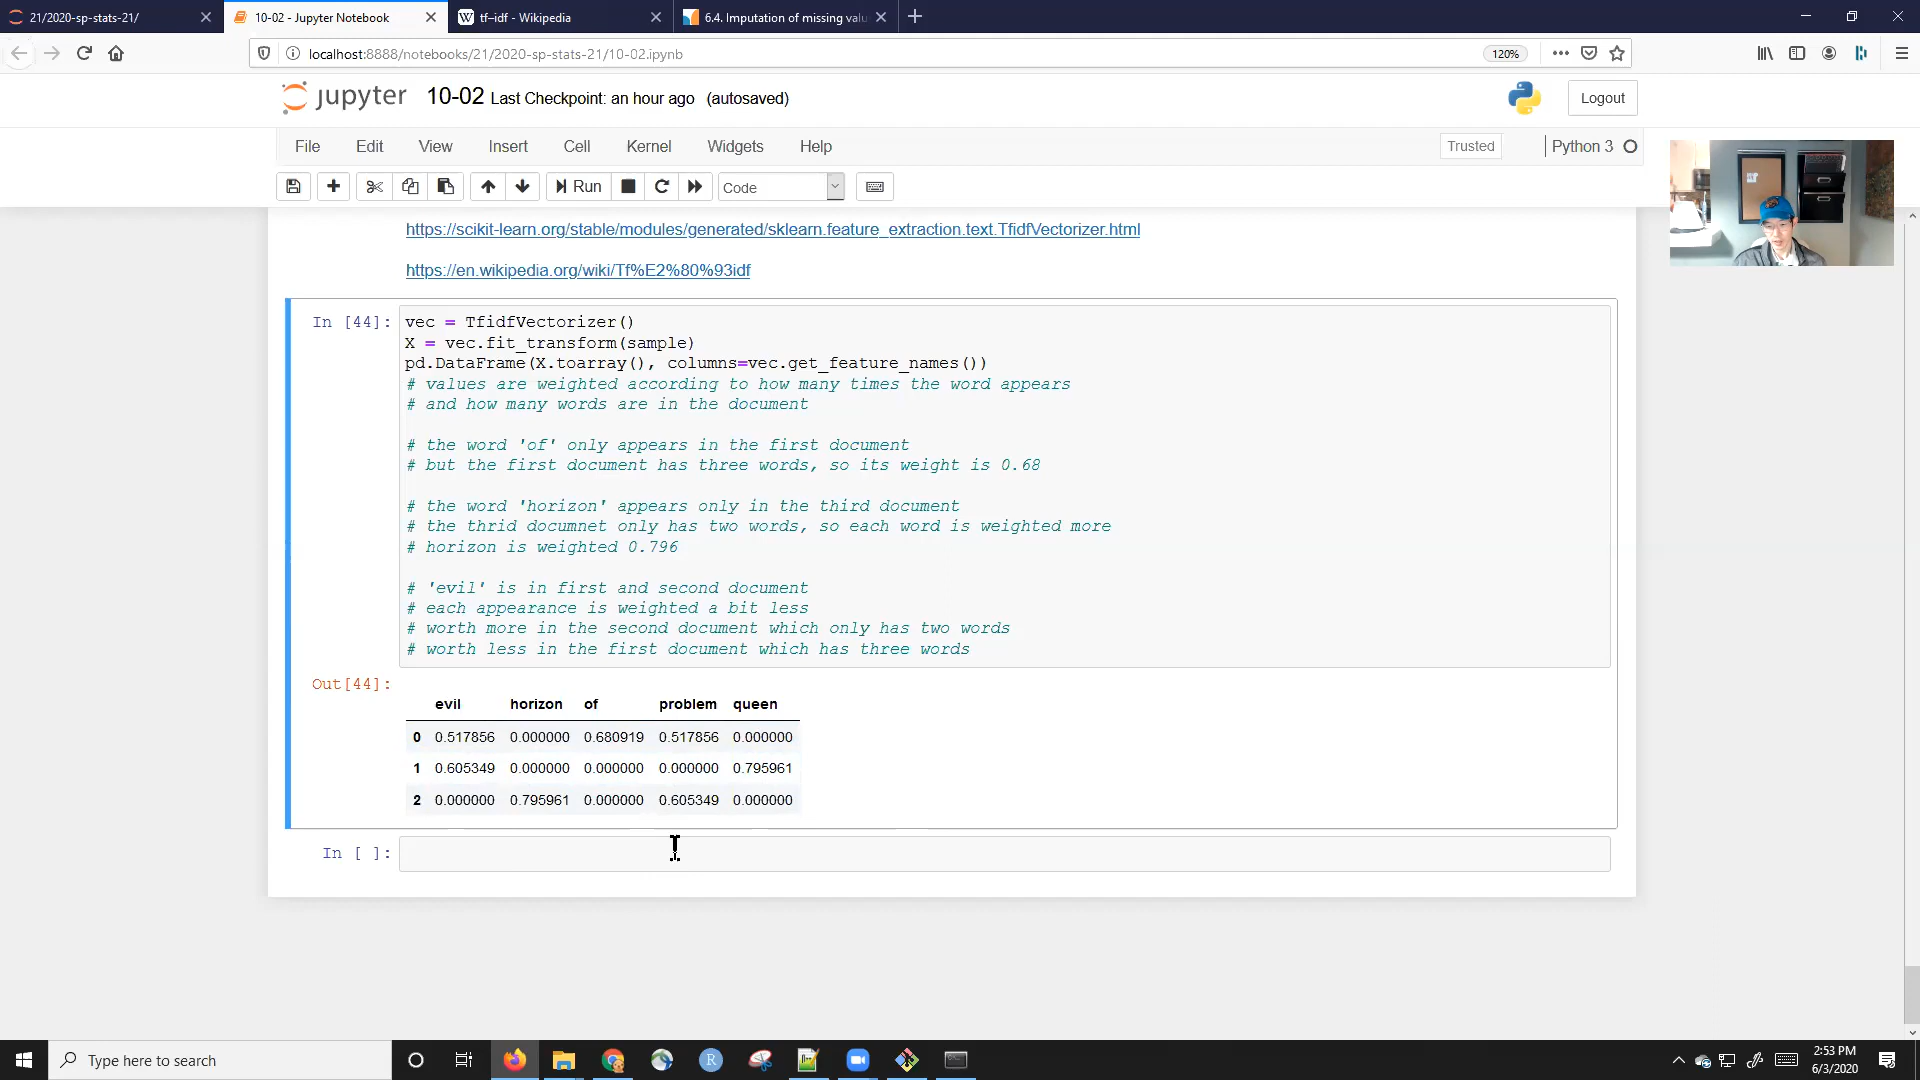 21/2020-sp-stats-21/
10-02 - Jupyter Notebook
W tf–idf - Wikipedia
6.4. Imputation of missing valu
localhost:8888/notebooks/21/2020-sp-stats-21/10-02.ipynb
120%
jupyter 10-02 Last Checkpoint: an hour ago (autosaved)
Logout
File Edit View Insert Cell Kernel Widgets Help
Trusted
Python 3
Run
Code
https://scikit-learn.org/stable/modules/generated/sklearn.feature_extraction.text.TfidfVectorizer.html
https://en.wikipedia.org/wiki/Tf%E2%80%93idf
In [44]:
vec = TfidfVectorizer()
X = vec.fit_transform(sample)
pd.DataFrame(X.toarray(), columns=vec.get_feature_names())
# values are weighted according to how many times the word appears
# and how many words are in the document
# the word 'of' only appears in the first document
# but the first document has three words, so its weight is 0.68
# the word 'horizon' appears only in the third document
# the thrid documnet only has two words, so each word is weighted more
# horizon is weighted 0.796
# 'evil' is in first and second document
# each appearance is weighted a bit less
# worth more in the second document which only has two words
# worth less in the first document which has three words
Out[44]:
evil horizon of problem queen
0 0.517856 0.000000 0.680919 0.517856 0.000000
1 0.605349 0.000000 0.000000 0.000000 0.795961
2 0.000000 0.795961 0.000000 0.605349 0.000000
In [ ]:
Type here to search
R
2:53 PM
6/3/2020